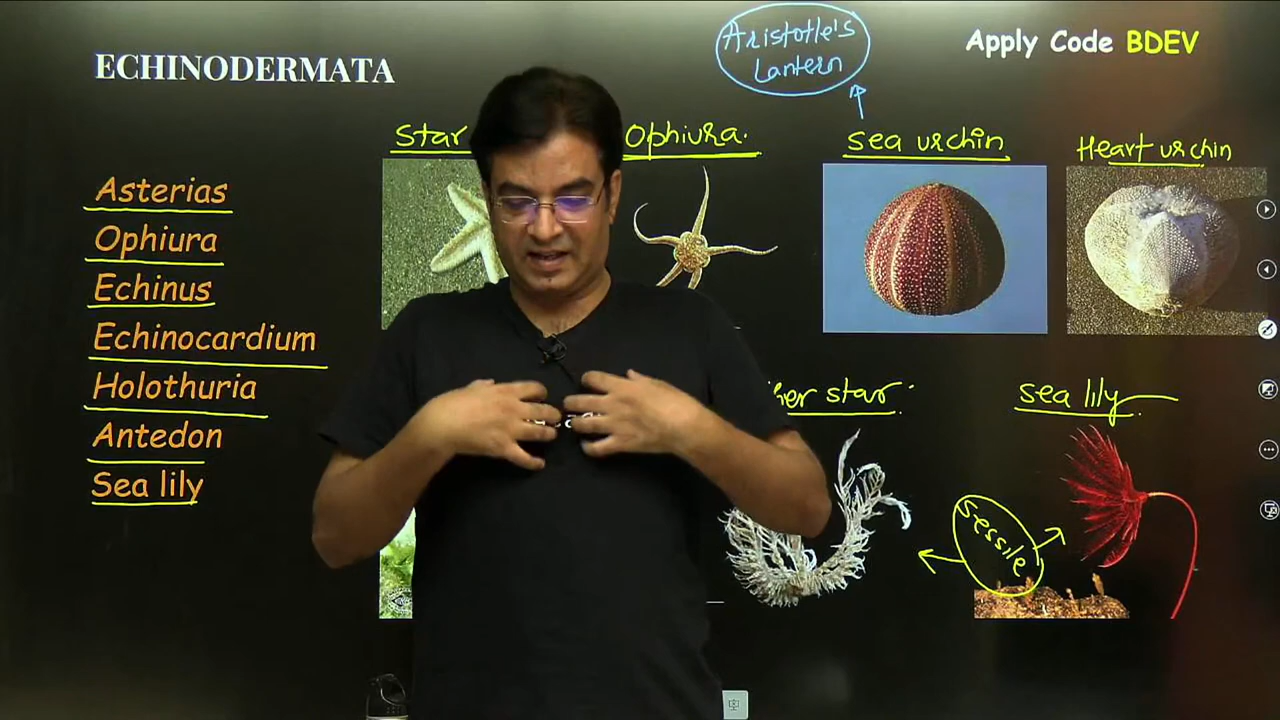 Aristotle's
Lantern
Apply Code BDEV
ECHINODERMATA
Star
Ophiura.
Sea urchin
Heart urchin
Asterias
Ophiura
Echinus
Echinocardium
Holothuria
Antedon
Sea lily
star
sea lily
sessile